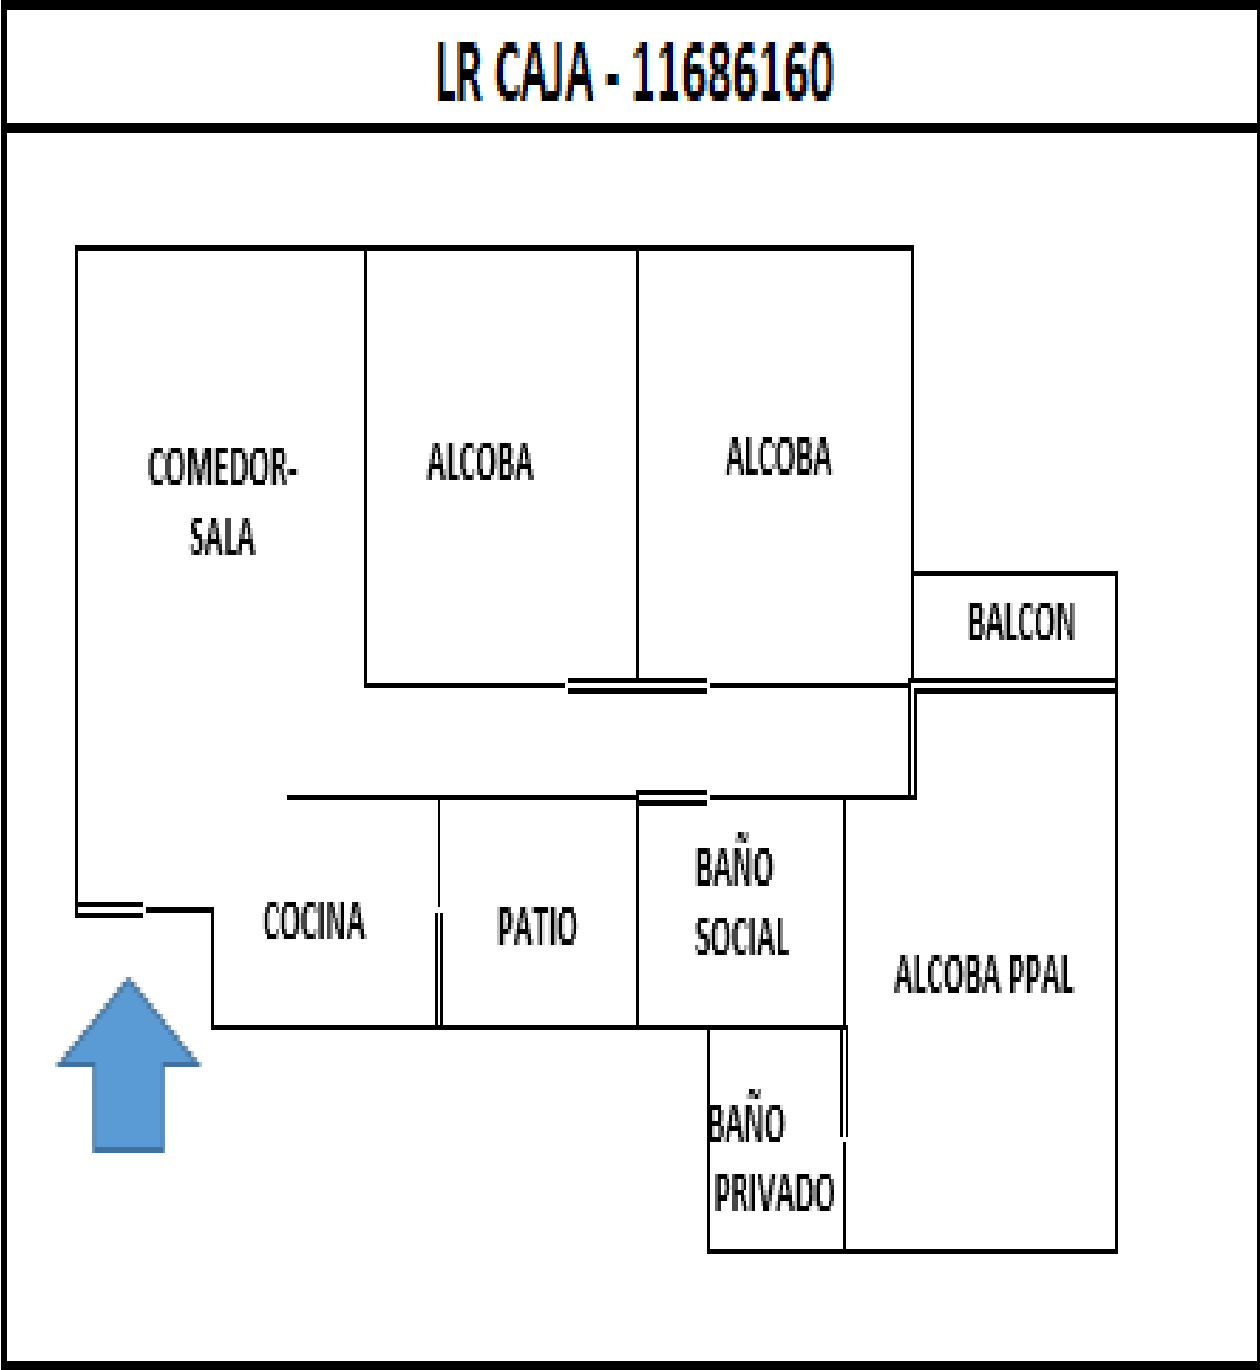 LR CAJA - 11686160
COMEDOR-
SALA
ALCOBA
ALCOBA
BALCON
COCINA
PATIO
BAÑO
SOCIAL
ALCOBA PPAL
BAÑO
PRIVADO